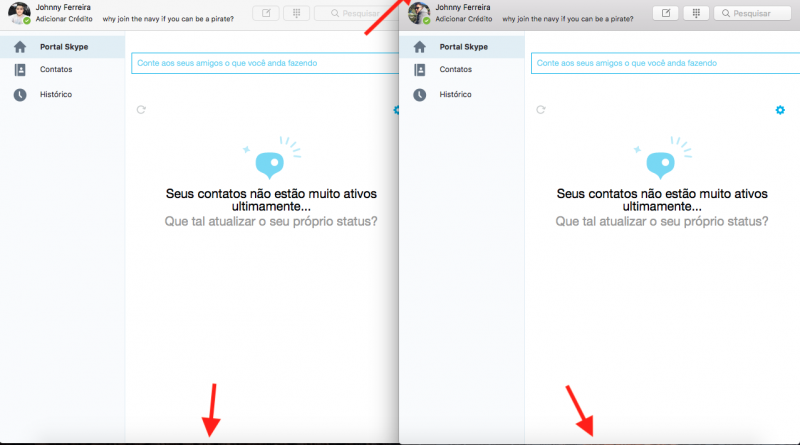 Johnny Ferreira
Adicionar Crédito why join the navy if you can be a pirate?
Pesquisar
Portal Skype
Contatos
Histórico
Conte aos seus amigos o que você anda fazendo
Seus contatos não estão muito ativos
ultimamente...
Que tal atualizar o seu próprio status?
Johnny Ferreira
Adicionar Crédito why join the navy if you can be a pirate?
Pesquisar
Portal Skype
Contatos
Histórico
Conte aos seus amigos o que você anda fazendo
Seus contatos não estão muito ativos
ultimamente...
Que tal atualizar o seu próprio status?